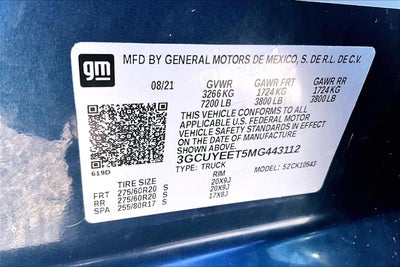 gm
MFD BY GENERAL MOTORS DE MEXICO, S. DE R.L. DE C.V.
08/21 GVWR GAWR FRT GAWR RR
3266 KG 1724 KG 1724 KG
7200 LB 3800 LB 3800 LB
THIS VEHICLE CONFORMS TO ALL
APPLICABLE U.S. FEDERAL MOTOR
VEHICLE SAFETY STANDARDS IN
EFFECT ON THE DATE OF
MANUFACTURE SHOWN ABOVE.
3GCUYEET5MG443112
619D TYPE: TRUCK 52CK10543
TIRE SIZE RIM
FRT 275/60R20 S 20X9J
RR 275/60R20 S 20X9J
SPA 255/80R17 S 17X8J